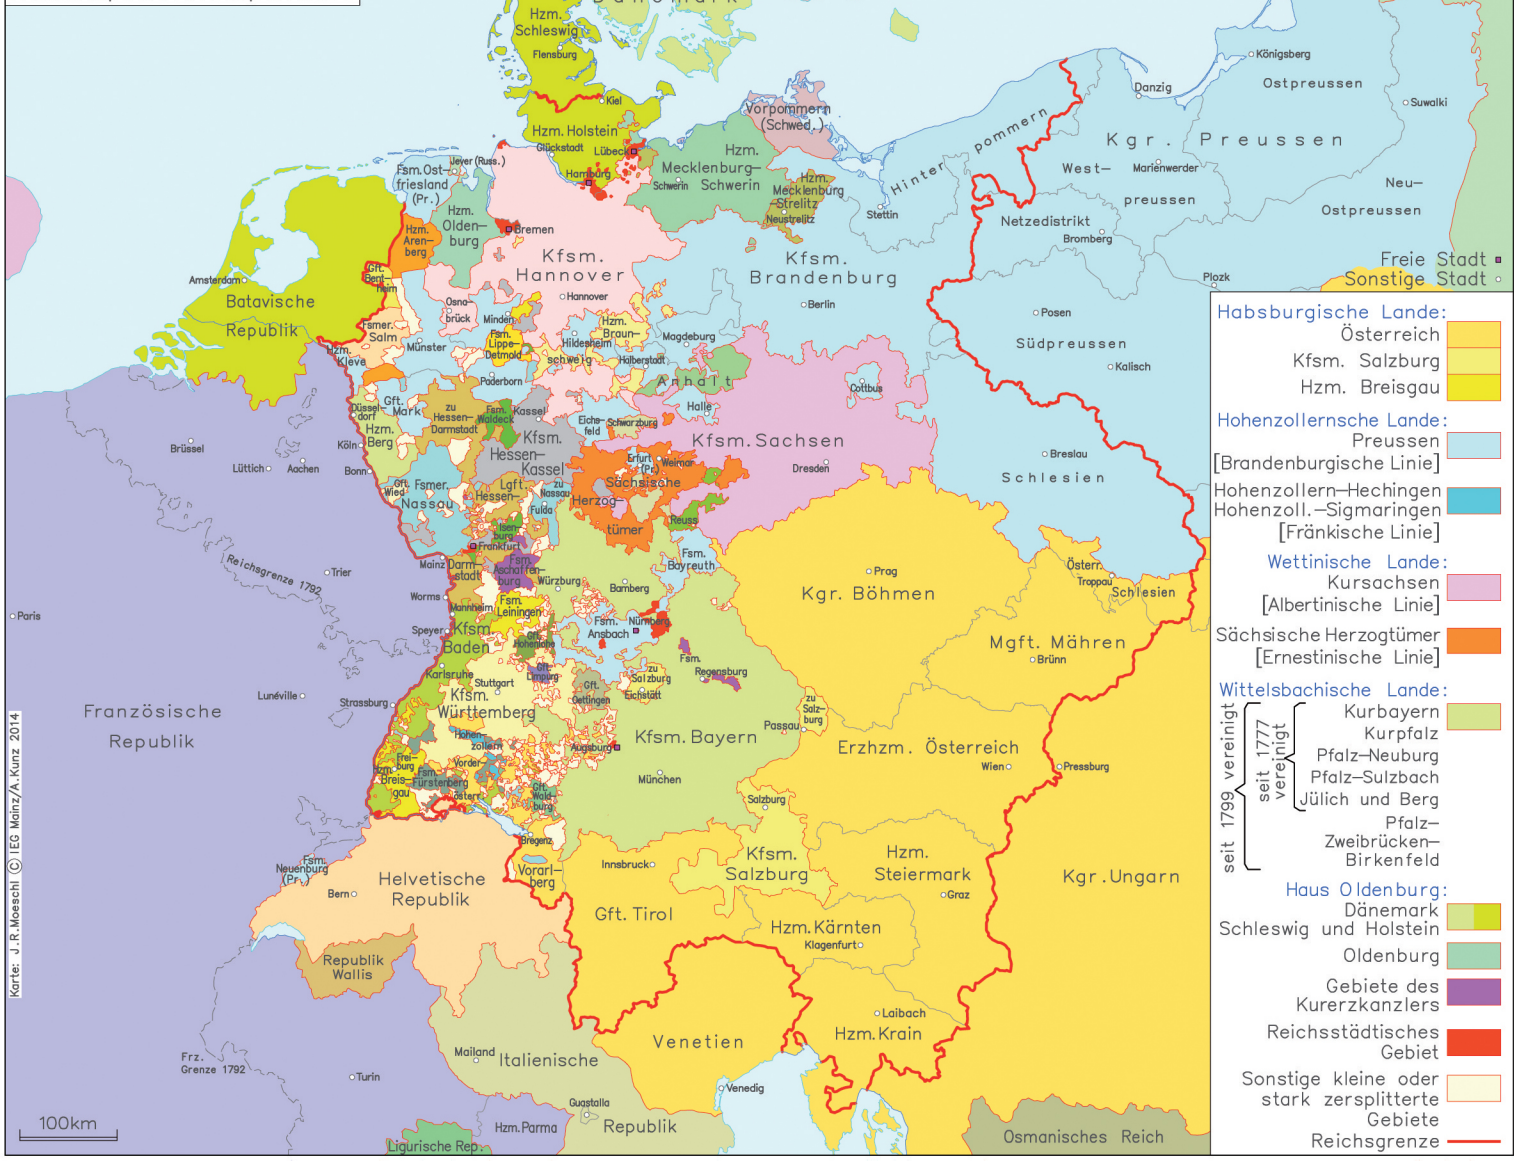 Dänemark
Hzm.
Schleswig
Flensburg
Kiel
Hzm. Holstein
Glückstadt
Lübeck
Hamburg
Vorpommern
(Schwed.)
Hzm.
Mecklenburg–
Schwerin
Schwerin
Hzm.
Mecklenburg
–Strelitz
Neustrelitz
Hinter pommern
Stettin
Danzig
Königsberg
Ostpreussen
Suwalki
Kgr. Preussen
West–
preussen
Marienwerder
Neu–
Ostpreussen
Netzedistrikt
Bromberg
Plozk
Posen
Südpreussen
Kalisch
Breslau
Schlesien
Jever (Russ.)
Fsm. Ost–
friesland
(Pr.)
Hzm.
Olden–
burg
Hzm.
Aren–
berg
Bremen
Kfsm.
Hannover
Hannover
Kfsm.
Brandenburg
Berlin
Gft.
Bent–
heim
Amsterdam
Batavische
Republik
Osna–
brück
Minden
Fsmer.
Salm
Münster
Fsm.
Lippe–
Detmold
Hildesheim
Hzm.
Braun–
schweig
Halberstadt
Magdeburg
Hzm.
Kleve
Paderborn
Anhalt
Halle
Cottbus
Düssel–
dorf
Gft.
Mark
Hzm.
Berg
zu
Hessen–
Darmstadt
Fsm.
Waldeck
Kassel
Kfsm.
Hessen–
Kassel
Eichs–
feld
Schwarzburg
Kfsm. Sachsen
Dresden
Köln
Bonn
Brüssel
Lüttich
Aachen
Gft.
Wied
Fsmer.
Nassau
Lgft.
Hessen–
Darm–
stadt
zu
Nassau
Fulda
Erfurt
(Pr.)
Weimar
Sächsische
Herzog–
tümer
Reuss
Isen–
burg
Frankfurt
Mainz
Fsm.
Aschaffen–
burg
Würzburg
Bamberg
Fsm.
Bayreuth
Reichsgrenze 1792
Trier
Paris
Worms
Mannheim
Fsm.
Leiningen
Speyer
Kfsm.
Baden
Gft.
Hohenlohe
Fsm.
Ansbach
Nürnberg
Karlsruhe
Gft.
Limpurg
Stuttgart
Kfsm.
Württemberg
Gft.
Oettingen
zu
Salzburg
Eichstätt
Fsm.
Regensburg
Lunéville
Strassburg
Französische
Republik
Hohen–
zollern
Augsburg
Kfsm. Bayern
München
Passau
zu
Salz–
burg
Frei–
burg
Hzm.
Breis–
gau
Fsm.
Fürstenberg
Vorder–
österr.
Gft.
Wald–
burg
Bregenz
Vorarl–
berg
Prag
Kgr. Böhmen
Österr.
Troppau
Schlesien
Mgft. Mähren
Brünn
Erzhzm. Österreich
Wien
Pressburg
Salzburg
Kfsm.
Salzburg
Innsbruck
Gft. Tirol
Hzm.
Steiermark
Graz
Kgr. Ungarn
Hzm. Kärnten
Klagenfurt
Laibach
Hzm. Krain
Fsm.
Neuenburg
(Pr.)
Bern
Helvetische
Republik
Republik
Wallis
Frz.
Grenze 1792
Turin
Mailand
Italienische
Republik
Guastalla
Hzm. Parma
Ligurische Rep.
Venetien
Venedig
Osmanisches Reich
100km
Karte: J.R.Moeschl © IEG Mainz/A.Kunz 2014
Freie Stadt
Sonstige Stadt
Habsburgische Lande:
Österreich
Kfsm. Salzburg
Hzm. Breisgau
Hohenzollernsche Lande:
Preussen
[Brandenburgische Linie]
Hohenzollern–Hechingen
Hohenzoll.–Sigmaringen
[Fränkische Linie]
Wettinische Lande:
Kursachsen
[Albertinische Linie]
Sächsische Herzogtümer
[Ernestinische Linie]
Wittelsbachische Lande:
seit 1799 vereinigt
seit 1777
vereinigt
Kurbayern
Kurpfalz
Pfalz–Neuburg
Pfalz–Sulzbach
Jülich und Berg
Pfalz–
Zweibrücken–
Birkenfeld
Haus Oldenburg:
Dänemark
Schleswig und Holstein
Oldenburg
Gebiete des
Kurerzkanzlers
Reichsstädtisches
Gebiet
Sonstige kleine oder
stark zersplitterte
Gebiete
Reichsgrenze